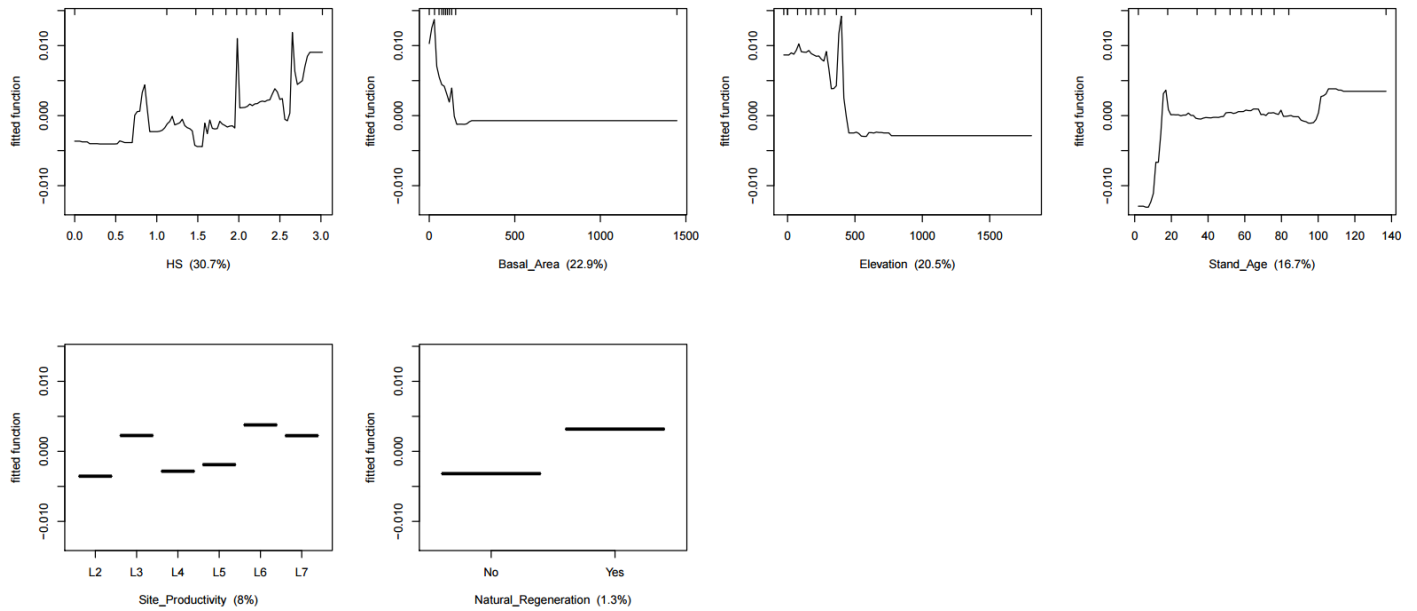 0.010
0.000
-0.010
fitted function
0.0 0.5 1.0 1.5 2.0 2.5 3.0
HS (30.7%)
0.010
0.000
-0.010
fitted function
0 500 1000 1500
Basal_Area (22.9%)
0.010
0.000
-0.010
fitted function
0 500 1000 1500
Elevation (20.5%)
0.010
0.000
-0.010
fitted function
0 20 40 60 80 100 120 140
Stand_Age (16.7%)
0.010
0.000
-0.010
fitted function
L2 L3 L4 L5 L6 L7
Site_Productivity (8%)
0.010
0.000
-0.010
fitted function
No Yes
Natural_Regeneration (1.3%)